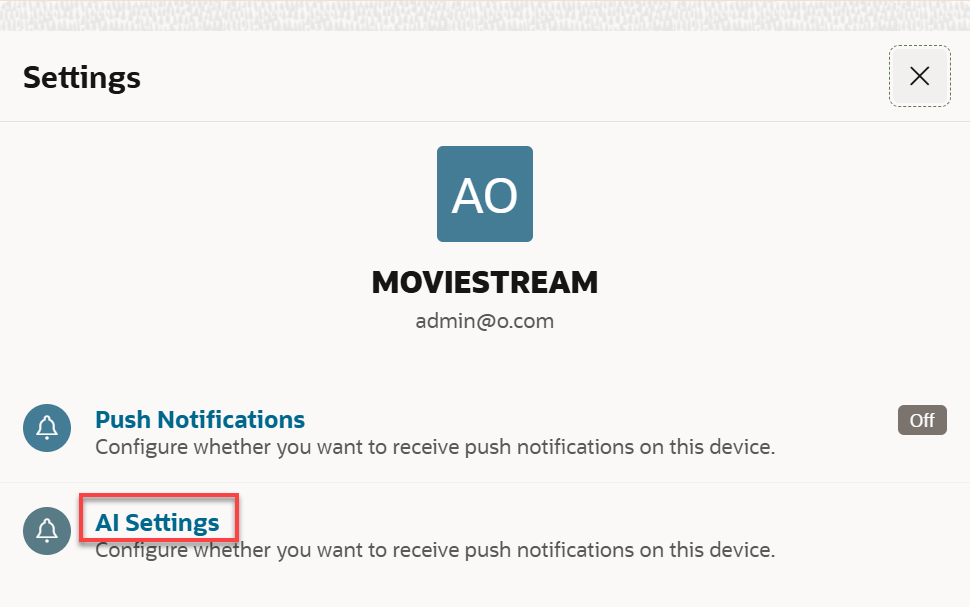 Settings
AO
MOVIESTREAM
admin@o.com
Push Notifications
Off
Configure whether you want to receive push notifications on this device.
AI Settings
Configure whether you want to receive push notifications on this device.